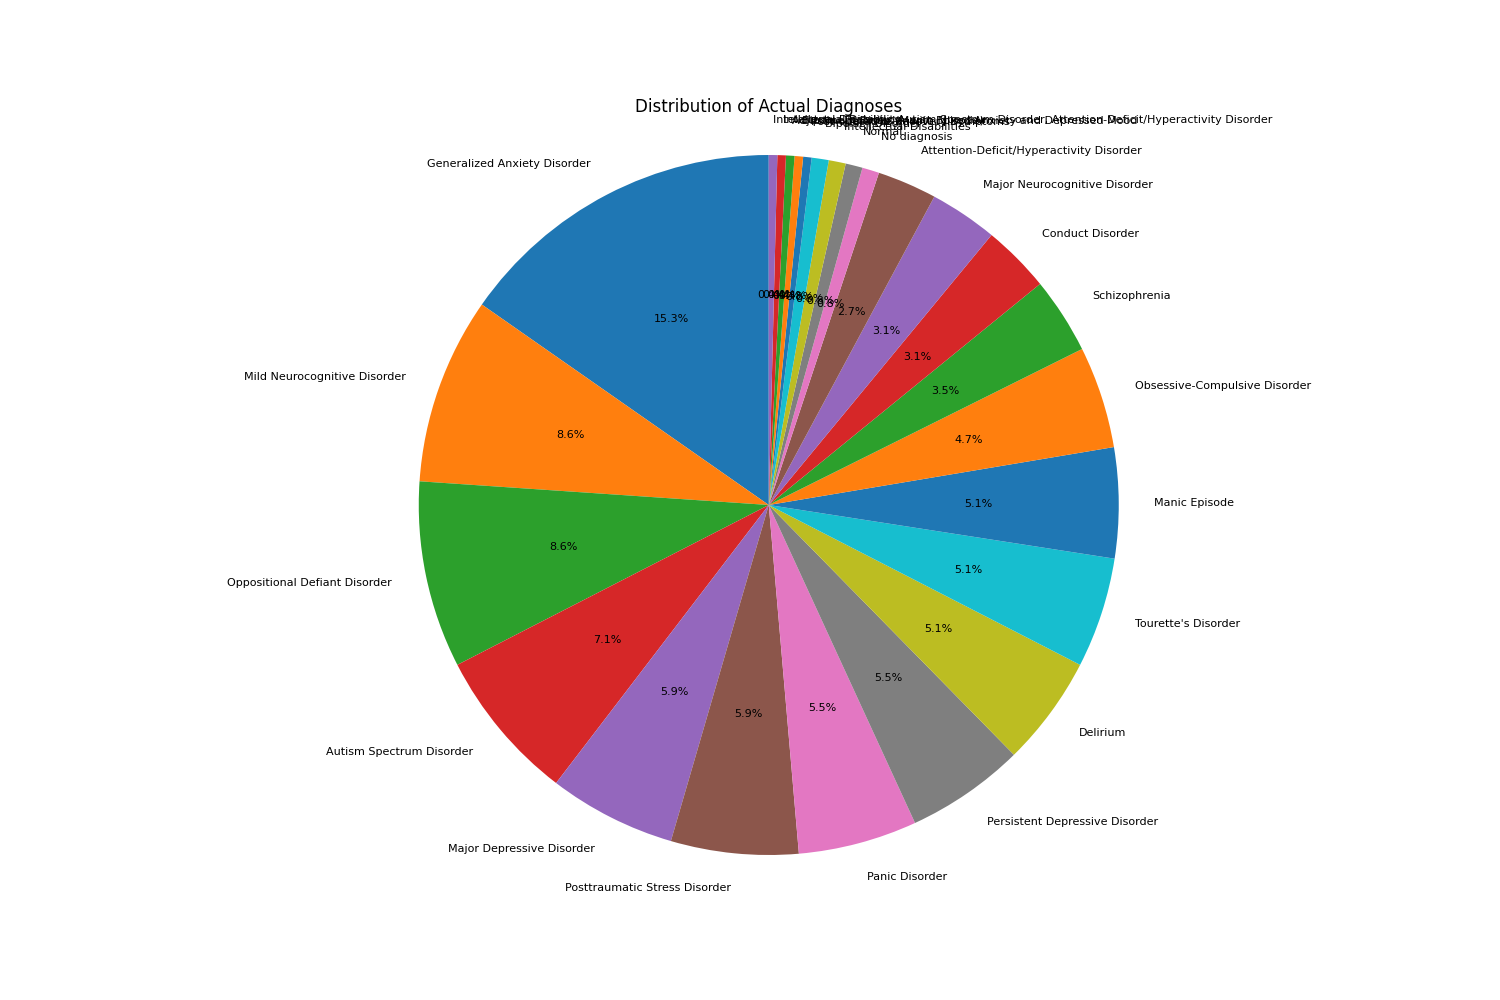 Distribution of Actual Diagnoses
Intellectual Disabilities
Normal
No diagnosis
Attention-Deficit/Hyperactivity Disorder
Generalized Anxiety Disorder
Major Neurocognitive Disorder
Conduct Disorder
Schizophrenia
0.8%
2.7%
15.3%
3.1%
3.1%
Mild Neurocognitive Disorder
Obsessive-Compulsive Disorder
3.5%
8.6%
4.7%
5.1%
Manic Episode
8.6%
5.1%
Oppositional Defiant Disorder
Tourette's Disorder
7.1%
5.1%
5.9%
5.5%
5.9%
5.5%
Delirium
Autism Spectrum Disorder
Persistent Depressive Disorder
Major Depressive Disorder
Panic Disorder
Posttraumatic Stress Disorder